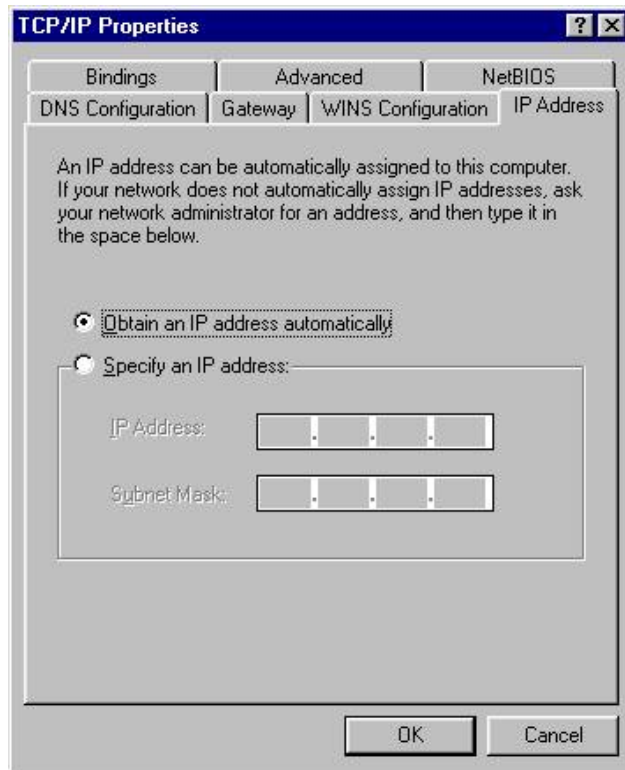 TCP/IP Properties
Bindings Advanced NetBIOS
DNS Configuration Gateway WINS Configuration IP Address
An IP address can be automatically assigned to this computer.
If your network does not automatically assign IP addresses, ask
your network administrator for an address, and then type it in
the space below.
Obtain an IP address automatically
Specify an IP address:
IP Address:
Subnet Mask:
OK Cancel